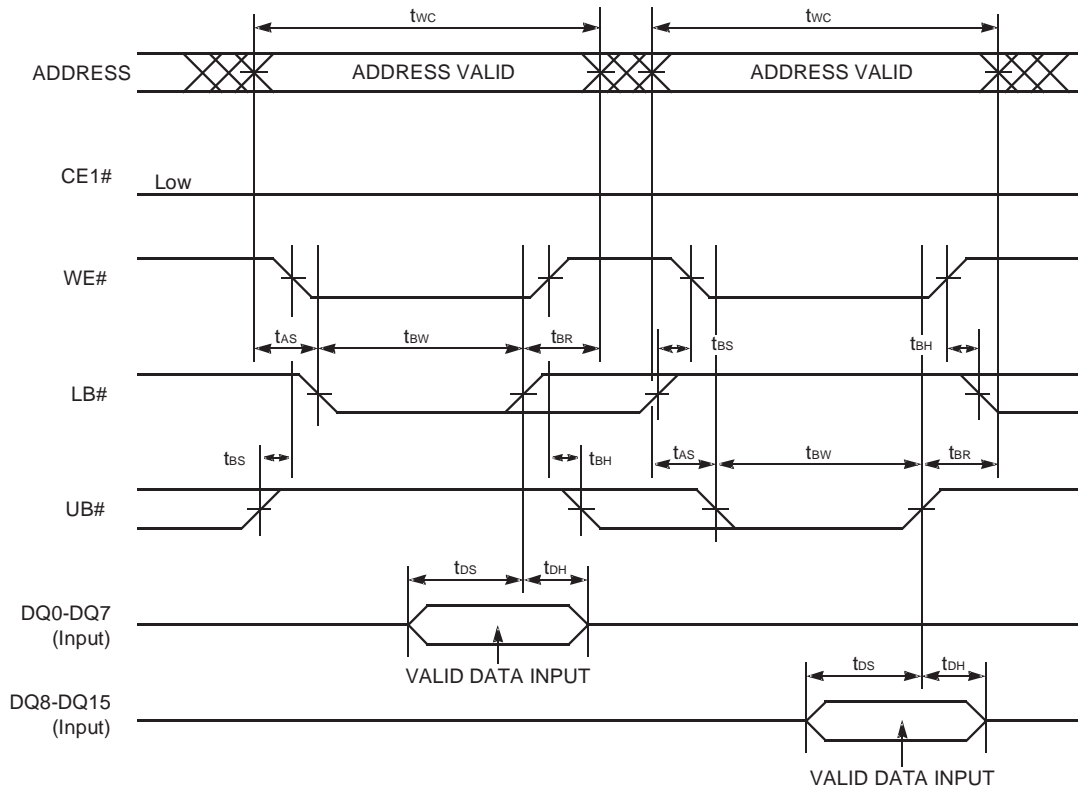 tWC tWC
ADDRESS ADDRESS VALID ADDRESS VALID
CE1# Low
WE#
tAS tBW tBR tBS tBH
LB#
tBS tBH tAS tBW tBR
UB#
tDS tDH
DQ0-DQ7
(Input)
VALID DATA INPUT
tDS tDH
DQ8-DQ15
(Input)
VALID DATA INPUT